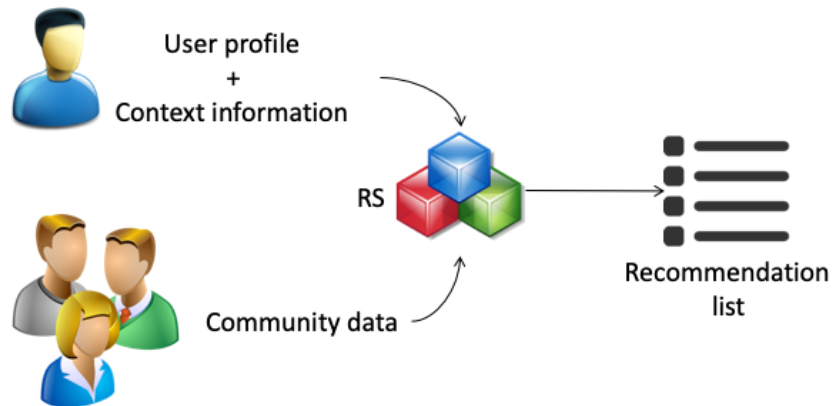 User profile
+
Context information
RS
Community data
Recommendation
list